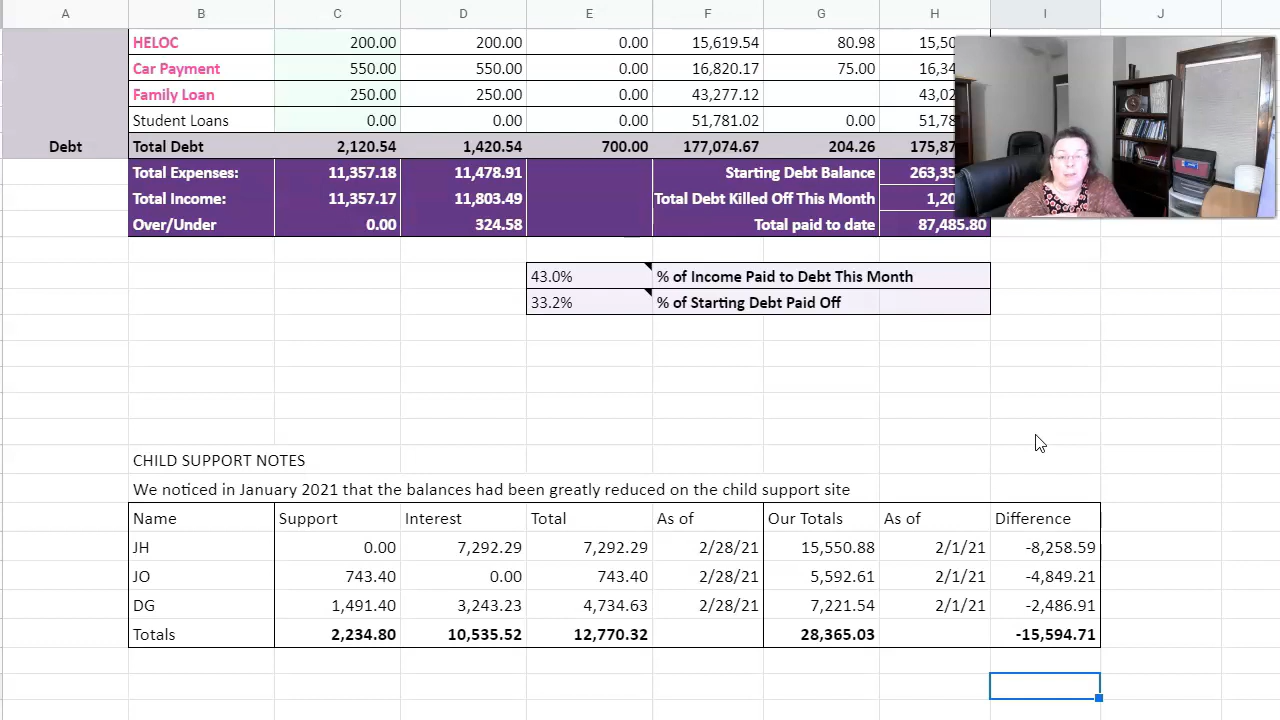 A B C D E F G H I J
HELOC 200.00 200.00 0.00 15,619.54 80.98
Car Payment 550.00 550.00 0.00 16,820.17 75.00
Family Loan 250.00 250.00 0.00 43,277.12
Student Loans 0.00 0.00 0.00 51,781.02 0.00
Debt Total Debt 2,120.54 1,420.54 700.00 177,074.67 204.26
Total Expenses: 11,357.18 11,478.91 Starting Debt Balance
Total Income: 11,357.17 11,803.49 Total Debt Killed Off This Month
Over/Under 0.00 324.58 Total paid to date 87,485.80
43.0% % of Income Paid to Debt This Month
33.2% % of Starting Debt Paid Off
CHILD SUPPORT NOTES
We noticed in January 2021 that the balances had been greatly reduced on the child support site
Name Support Interest Total As of Our Totals As of Difference
JH 0.00 7,292.29 7,292.29 2/28/21 15,550.88 2/1/21 -8,258.59
JO 743.40 0.00 743.40 2/28/21 5,592.61 2/1/21 -4,849.21
DG 1,491.40 3,243.23 4,734.63 2/28/21 7,221.54 2/1/21 -2,486.91
Totals 2,234.80 10,535.52 12,770.32 28,365.03 -15,594.71